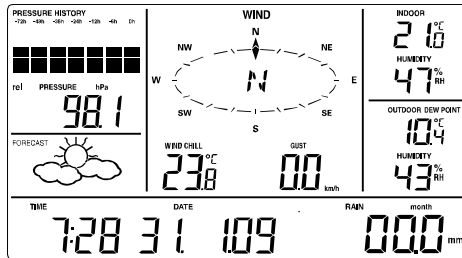 PRESSURE HISTORY
-72h -48h -36h -24h -12h -6h 0h
rel PRESSURE hPa
98.1
FORECAST
WIND
N
NW NE
W N E
SW SE
S
WIND CHILL
23.8 °C
GUST
0.0 km/h
INDOOR
21.0 °C
HUMIDITY
47 % RH
OUTDOOR DEW POINT
10.4 °C
HUMIDITY
43 % RH
TIME DATE RAIN month
7:28 31. 1.09 00.0 mm